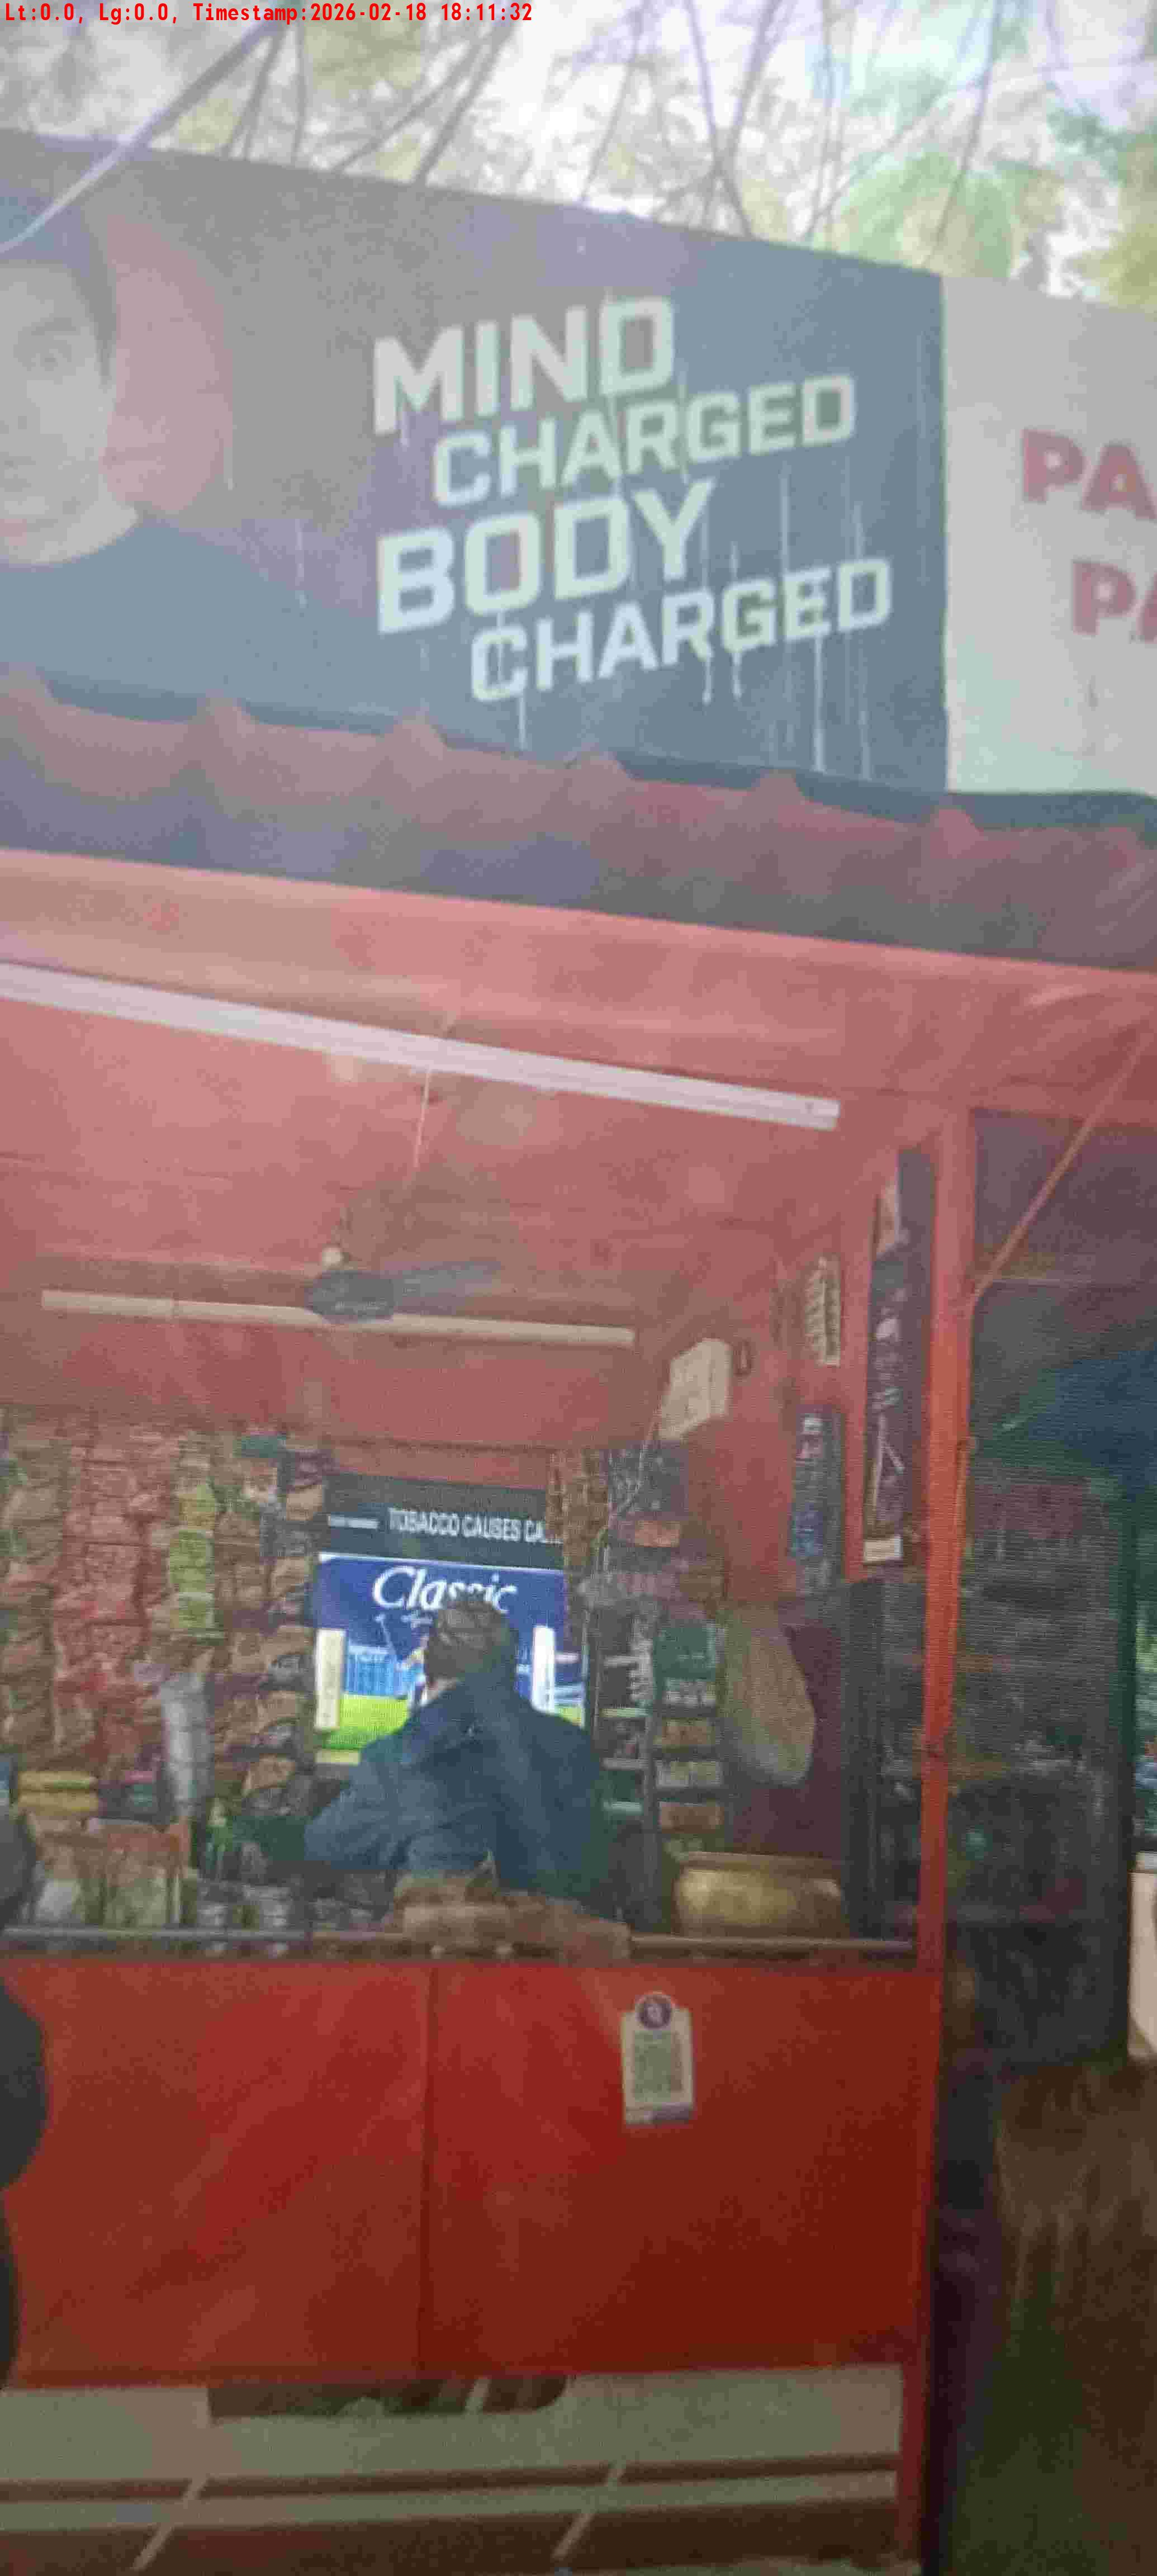 Lt:0.0, Lg:0.0, Timestamp:2026-02-18 18:11:32
MIND
CHARGED
BODY
CHARGED
PA
PA
TOBACCO CAUSES CA
Classic